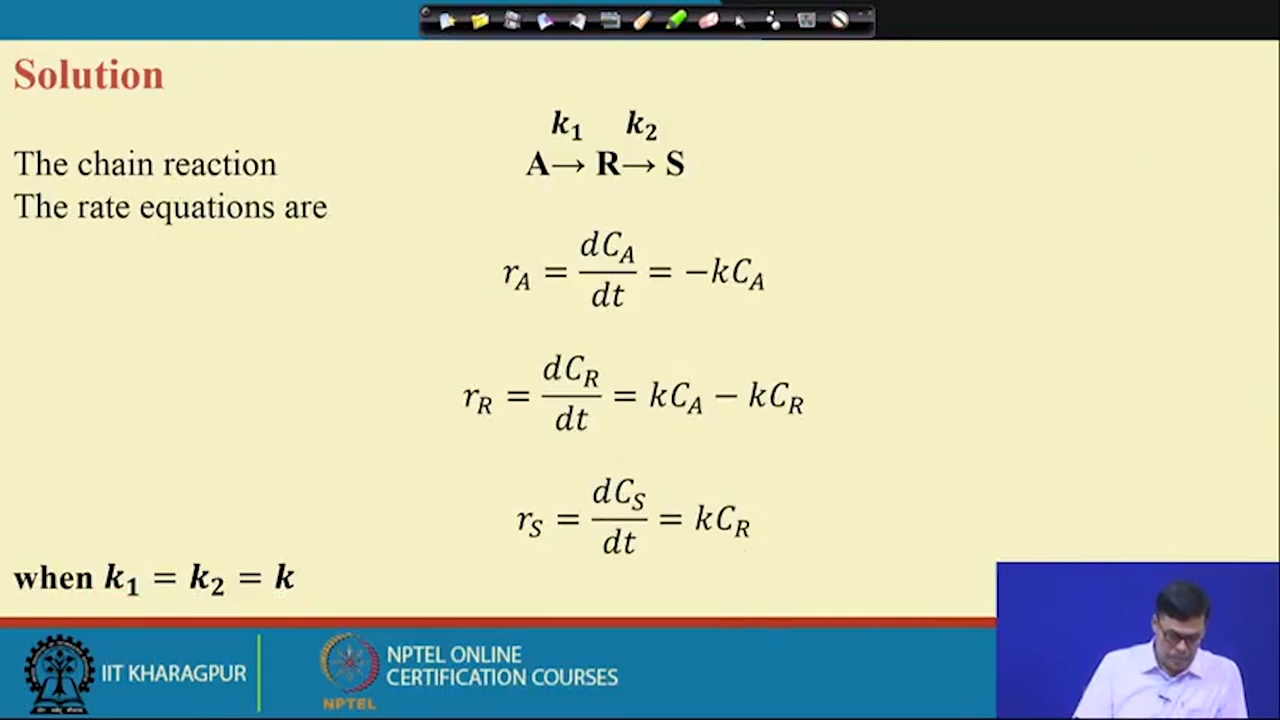 Solution
k₁ k₂
The chain reaction A→ R→ S
The rate equations are
r_A = dC_A/dt = −kC_A
r_R = dC_R/dt = kC_A − kC_R
r_S = dC_S/dt = kC_R
when k₁ = k₂ = k
IIT KHARAGPUR
NPTEL
NPTEL ONLINE
CERTIFICATION COURSES